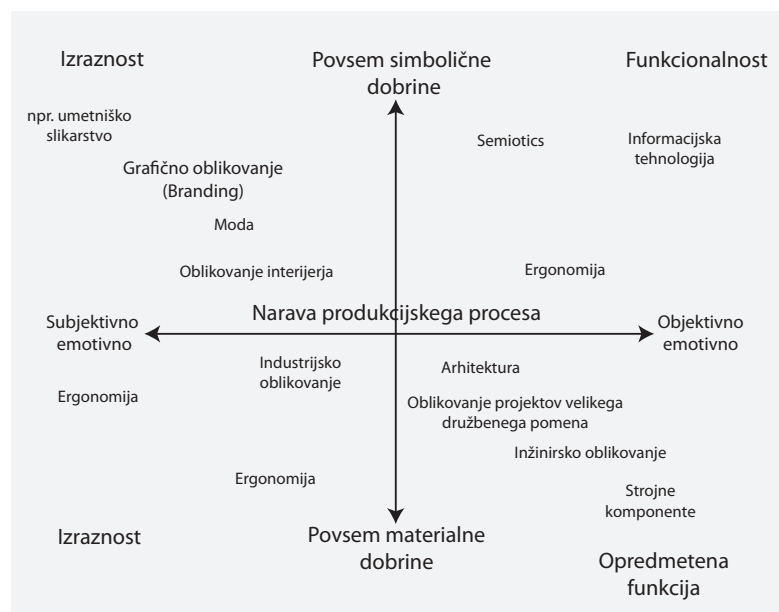 Izraznost
Povsem simbolične
dobrine
Funkcionalnost
npr. umetniško
slikarstvo
Semiotics
Informacijska
tehnologija
Grafično oblikovanje
(Branding)
Moda
Oblikovanje interijerja
Ergonomija
Narava produkcijskega procesa
Subjektivno
emotivno
Objektivno
emotivno
Industrijsko
oblikovanje
Arhitektura
Ergonomija
Oblikovanje projektov velikega
družbenega pomena
Inžinirsko oblikovanje
Ergonomija
Strojne
komponente
Izraznost
Povsem materialne
dobrine
Opredmetena
funkcija